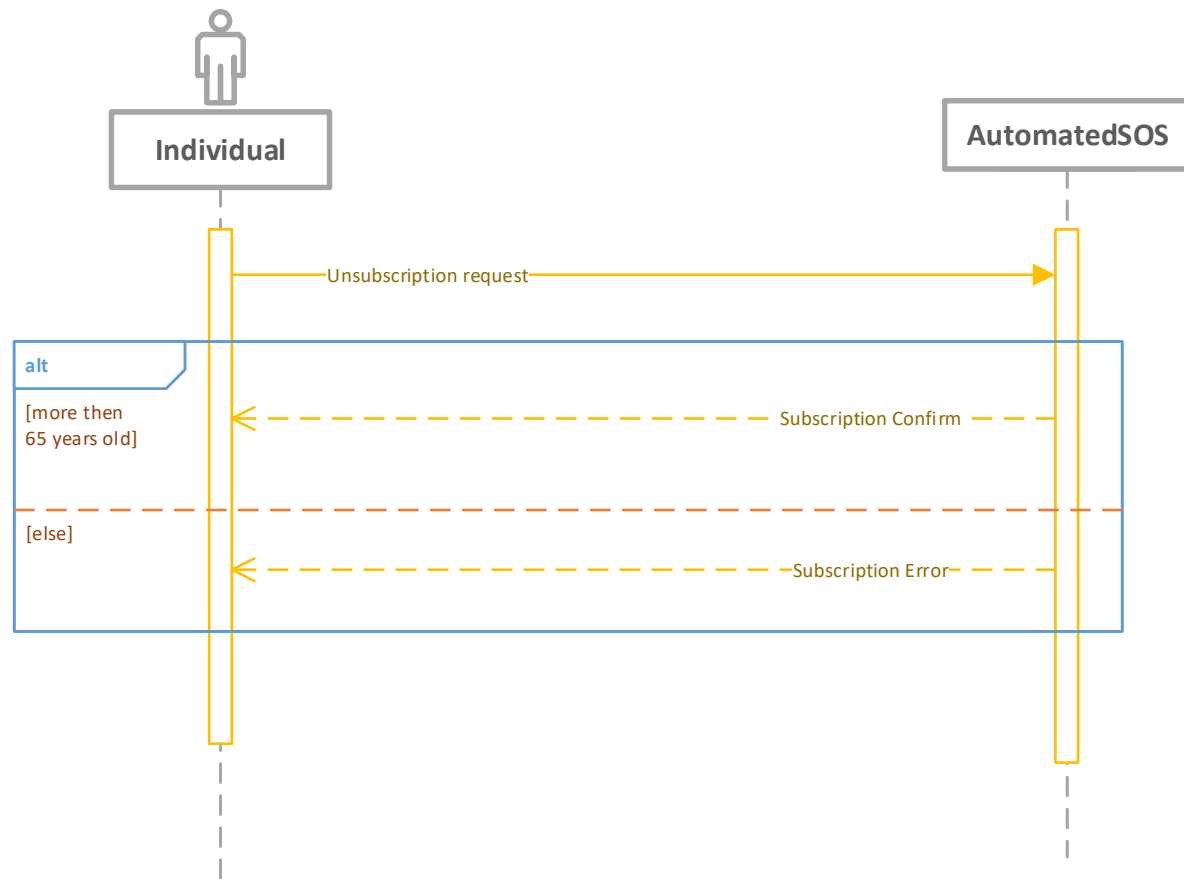 Individual
AutomatedSOS
Unsubscription request
alt
[more then
65 years old]
Subscription Confirm
[else]
Subscription Error